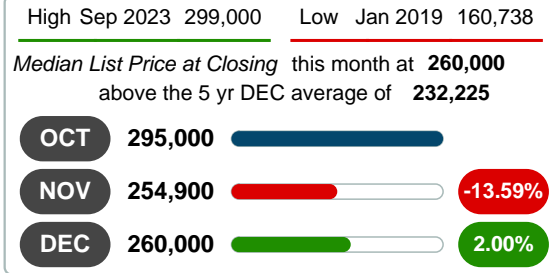 High Sep 2023 299,000 Low Jan 2019 160,738
Median List Price at Closing this month at 260,000
above the 5 yr DEC average of 232,225
OCT 295,000
NOV 254,900 -13.59%
DEC 260,000 2.00%